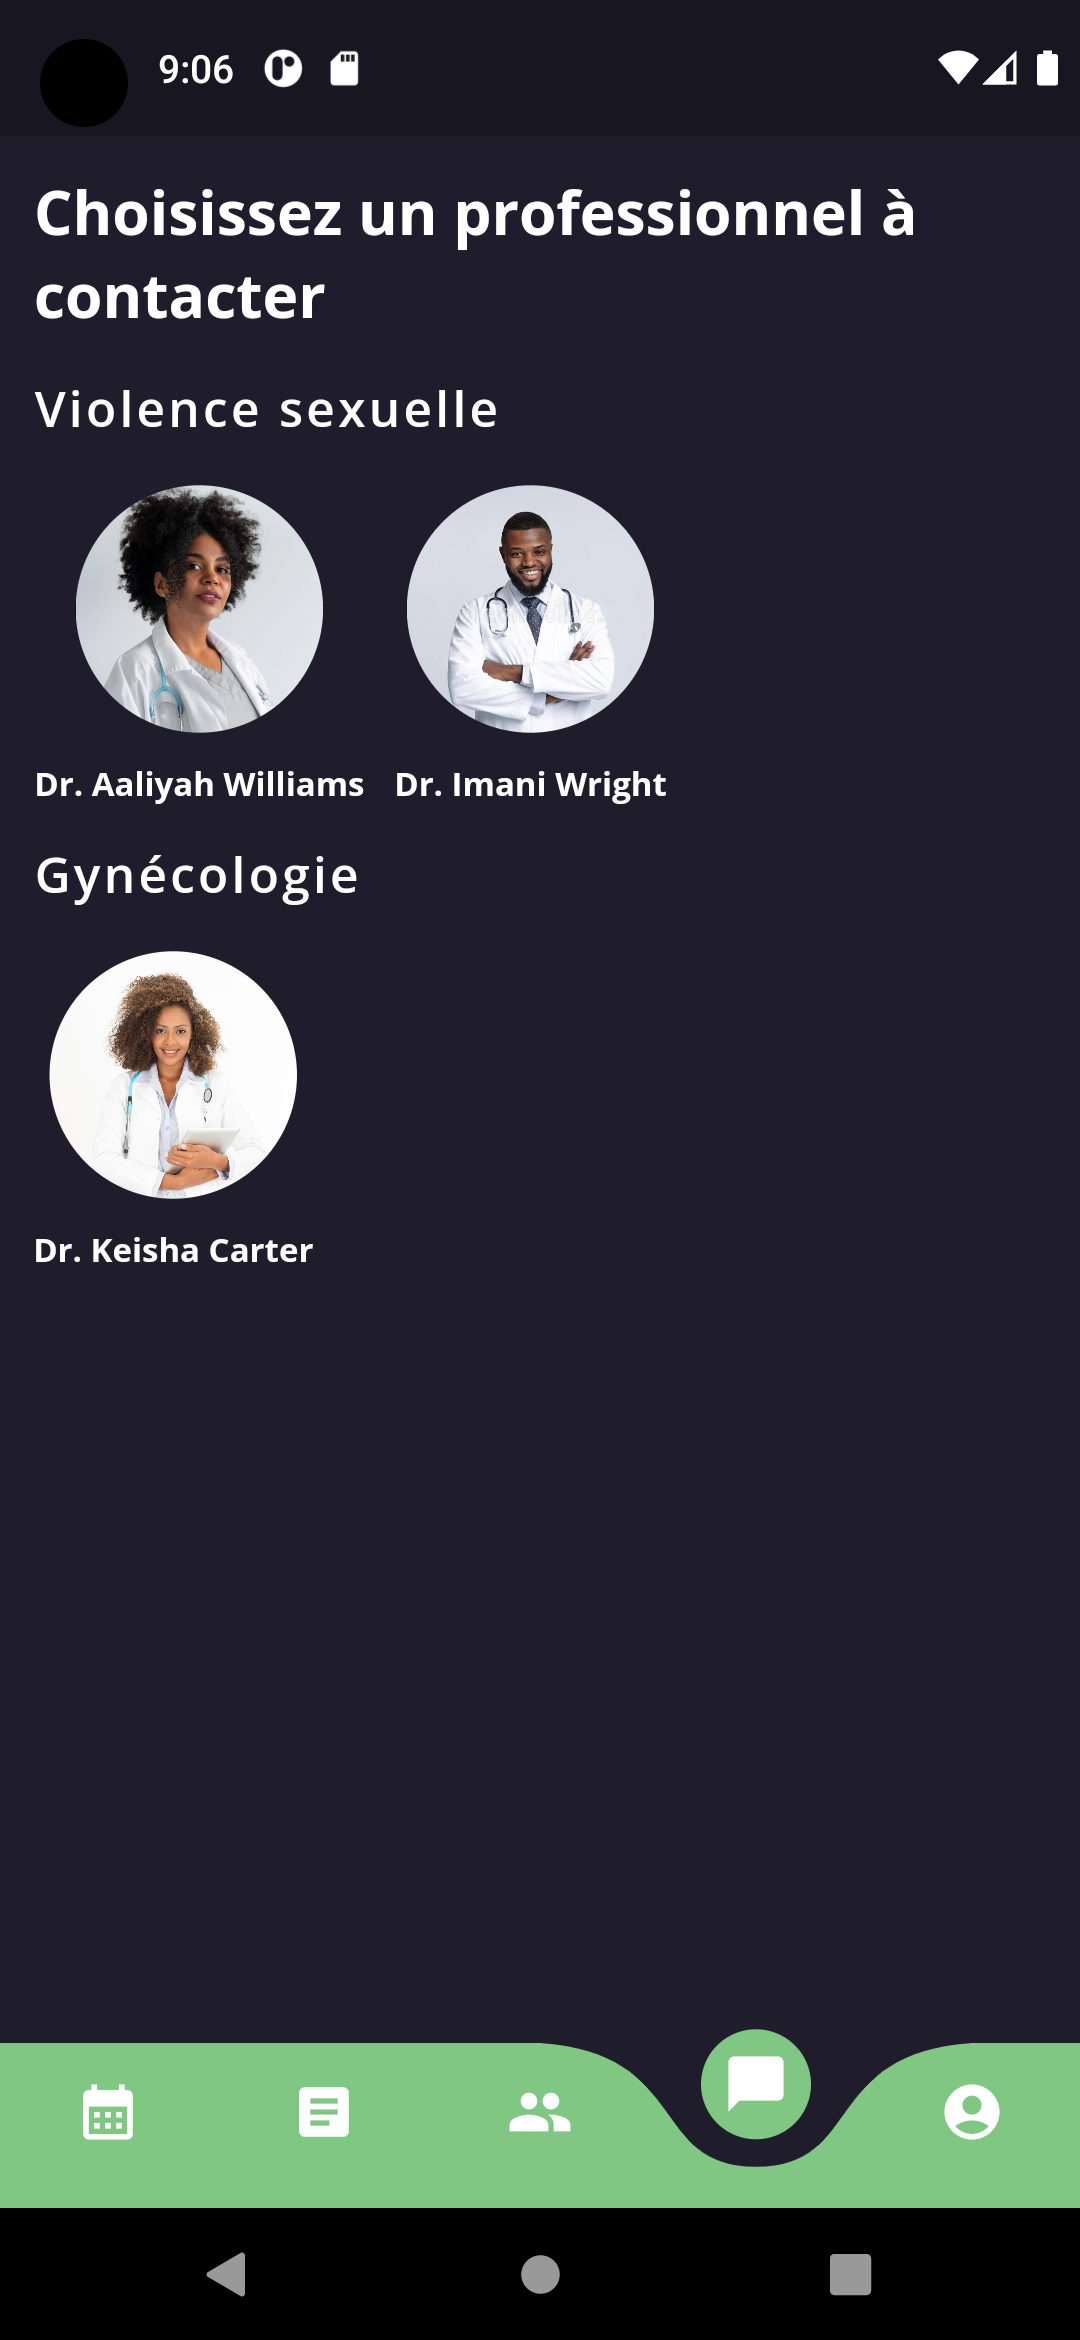 9:06
Choisissez un professionnel à
contacter
Violence sexuelle
Dr. Aaliyah Williams Dr. Imani Wright
Gynécologie
Dr. Keisha Carter